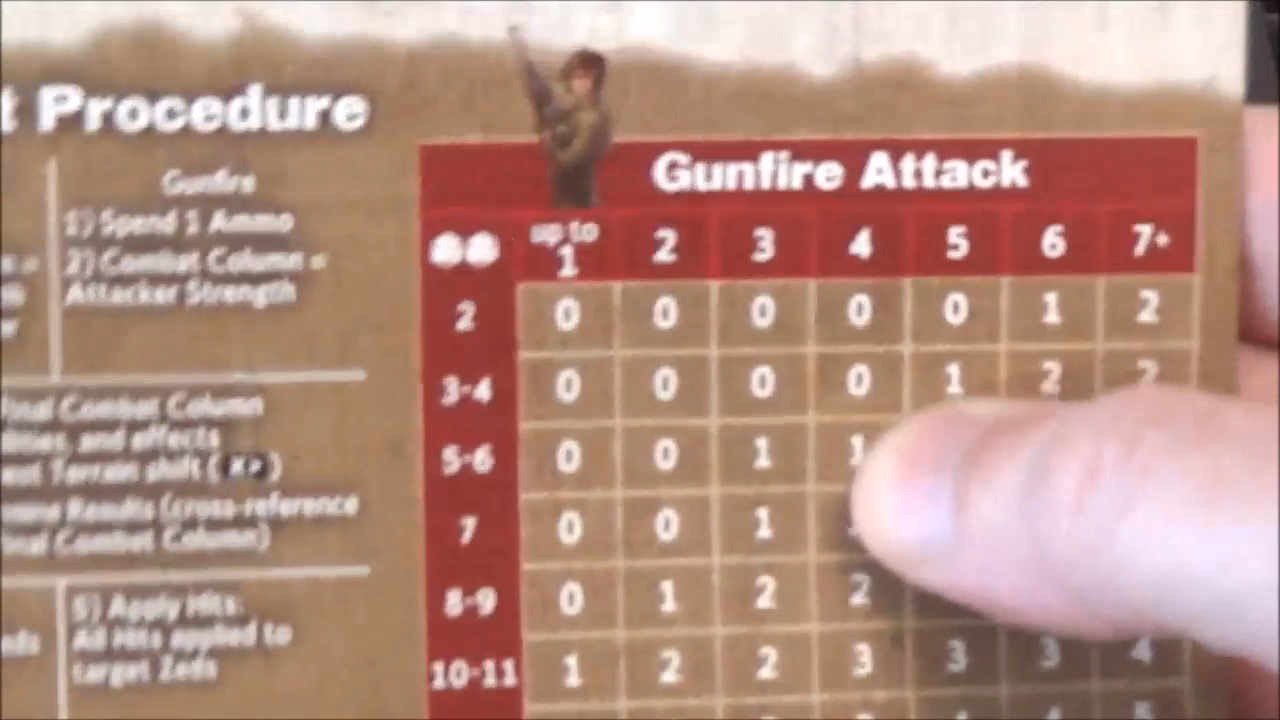 t Procedure
Gunfire
1) Spend 1 Ammo
2) Combat Column =
Attacker Strength
Final Combat Column
and effects
Terrain shift
Results (cross-reference
Final Combat Column)
5) Apply Hits:
All Hits applied to
target Zeds
Gunfire Attack
up to
1 2 3 4 5 6 7+
2 0 0 0 0 0 1 2
3-4 0 0 0 0 1 2 2
5-6 0 0 1 1
7 0 0 1
8-9 0 1 2 2
10-11 1 2 2 3 3 3 4